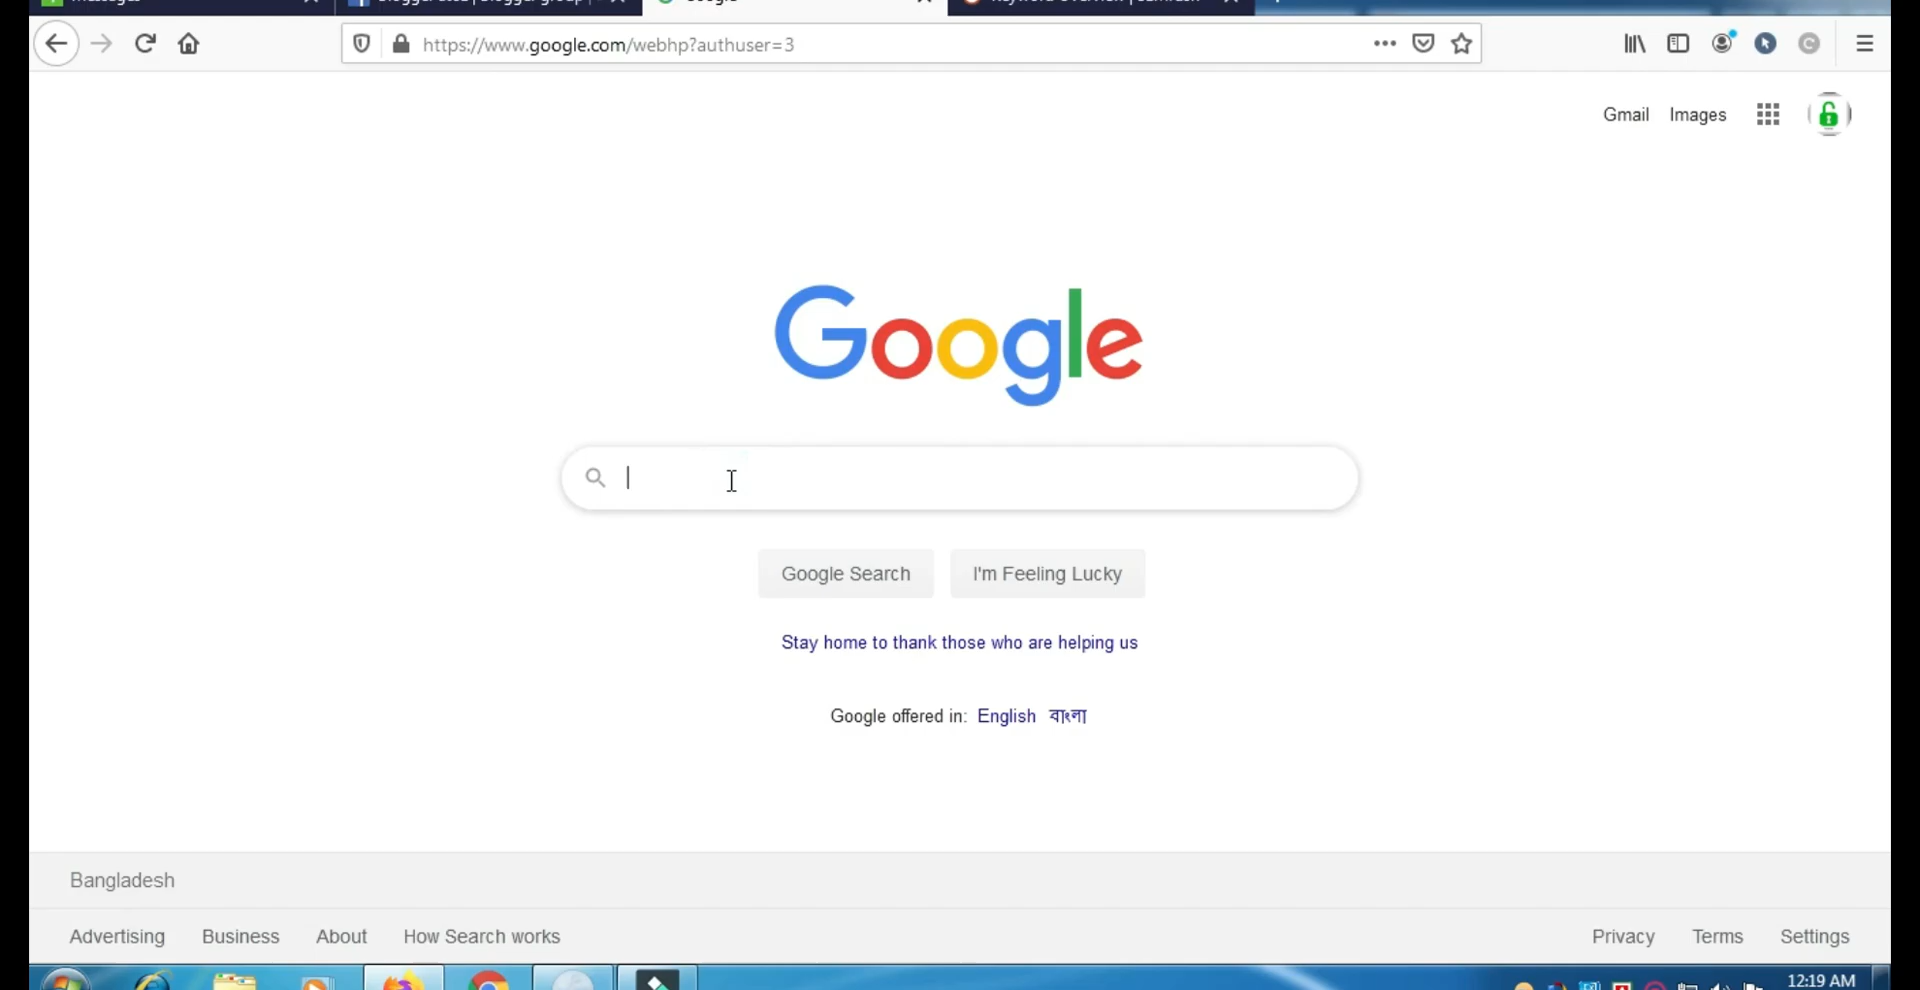 https://www.google.com/webhp?authuser=3
Gmail Images
Google
Google Search I'm Feeling Lucky
Stay home to thank those who are helping us
Google offered in: English বাংলা
Bangladesh
Advertising Business About How Search works Privacy Terms Settings
12:19 AM